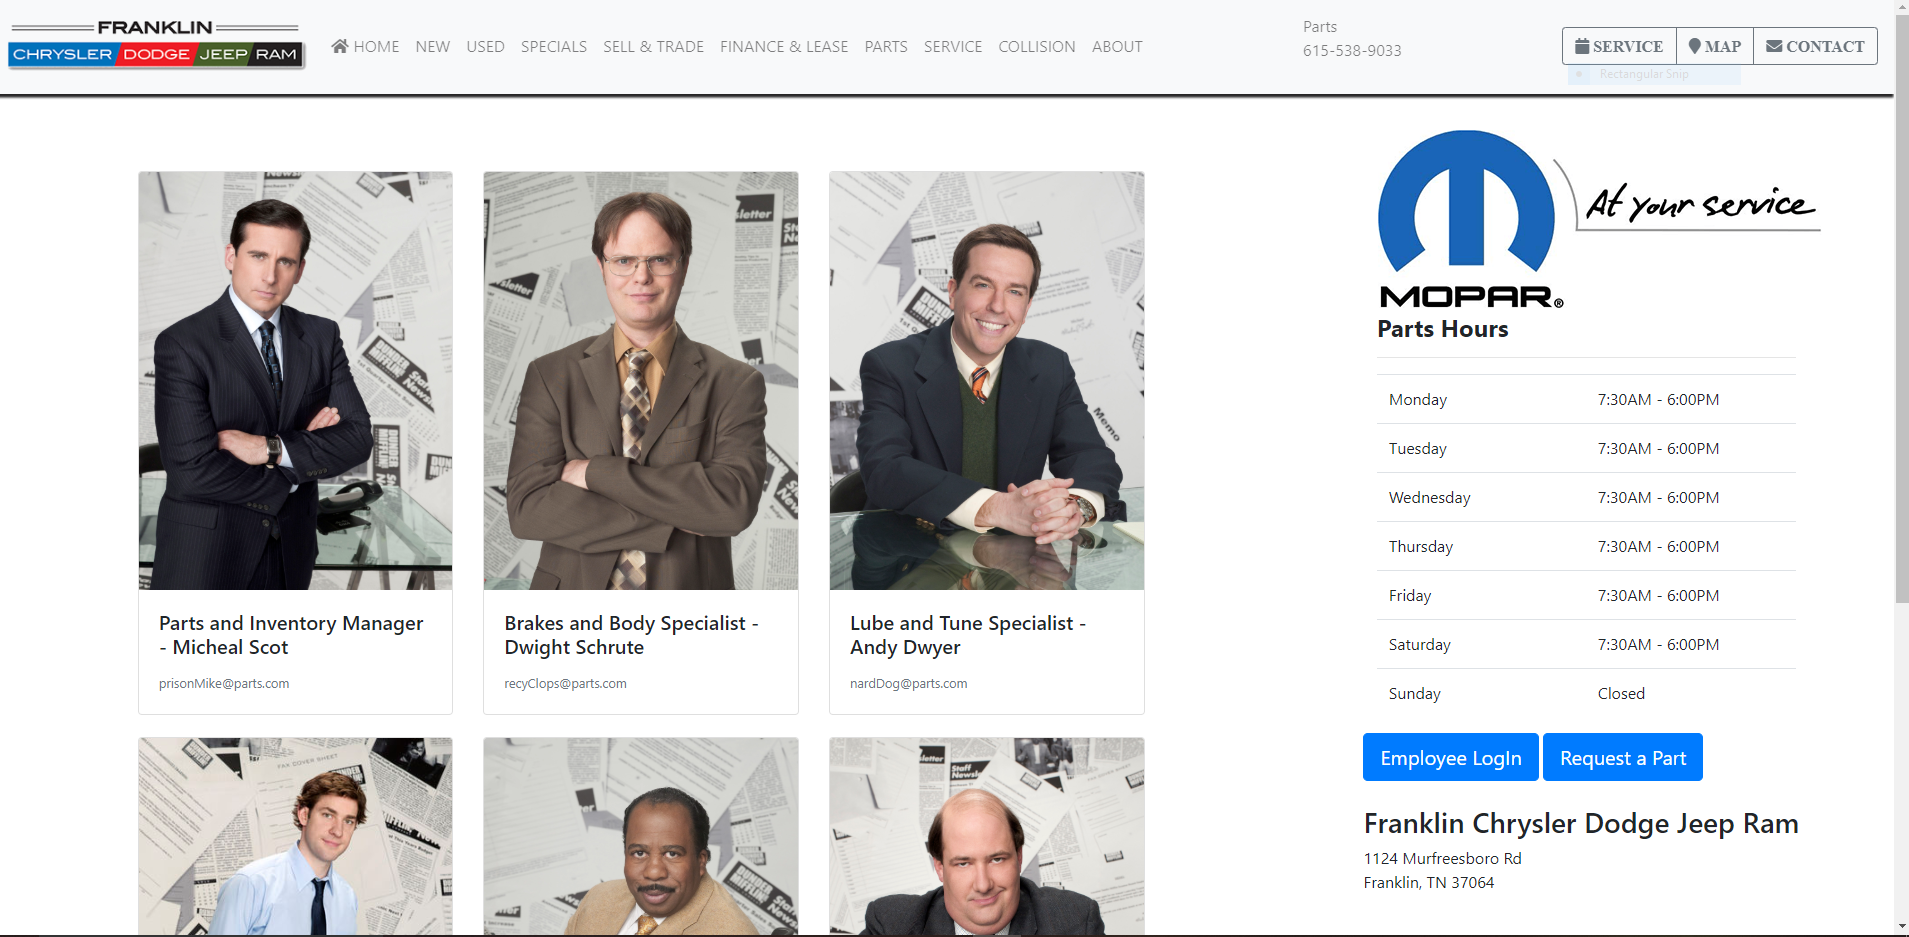 FRANKLIN
CHRYSLER DODGE JEEP RAM
HOME NEW USED SPECIALS SELL & TRADE FINANCE & LEASE PARTS SERVICE COLLISION ABOUT
Parts
615-538-9033
SERVICE MAP CONTACT
Rectangular Snip
At your service
MOPAR®
Parts Hours
Monday 7:30AM - 6:00PM
Tuesday 7:30AM - 6:00PM
Wednesday 7:30AM - 6:00PM
Thursday 7:30AM - 6:00PM
Friday 7:30AM - 6:00PM
Saturday 7:30AM - 6:00PM
Sunday Closed
Employee LogIn Request a Part
Franklin Chrysler Dodge Jeep Ram
1124 Murfreesboro Rd
Franklin, TN 37064
Parts and Inventory Manager
- Micheal Scot
prisonMike@parts.com
Brakes and Body Specialist -
Dwight Schrute
recyClops@parts.com
Lube and Tune Specialist -
Andy Dwyer
nardDog@parts.com
Memo
FAX COVER SHEET